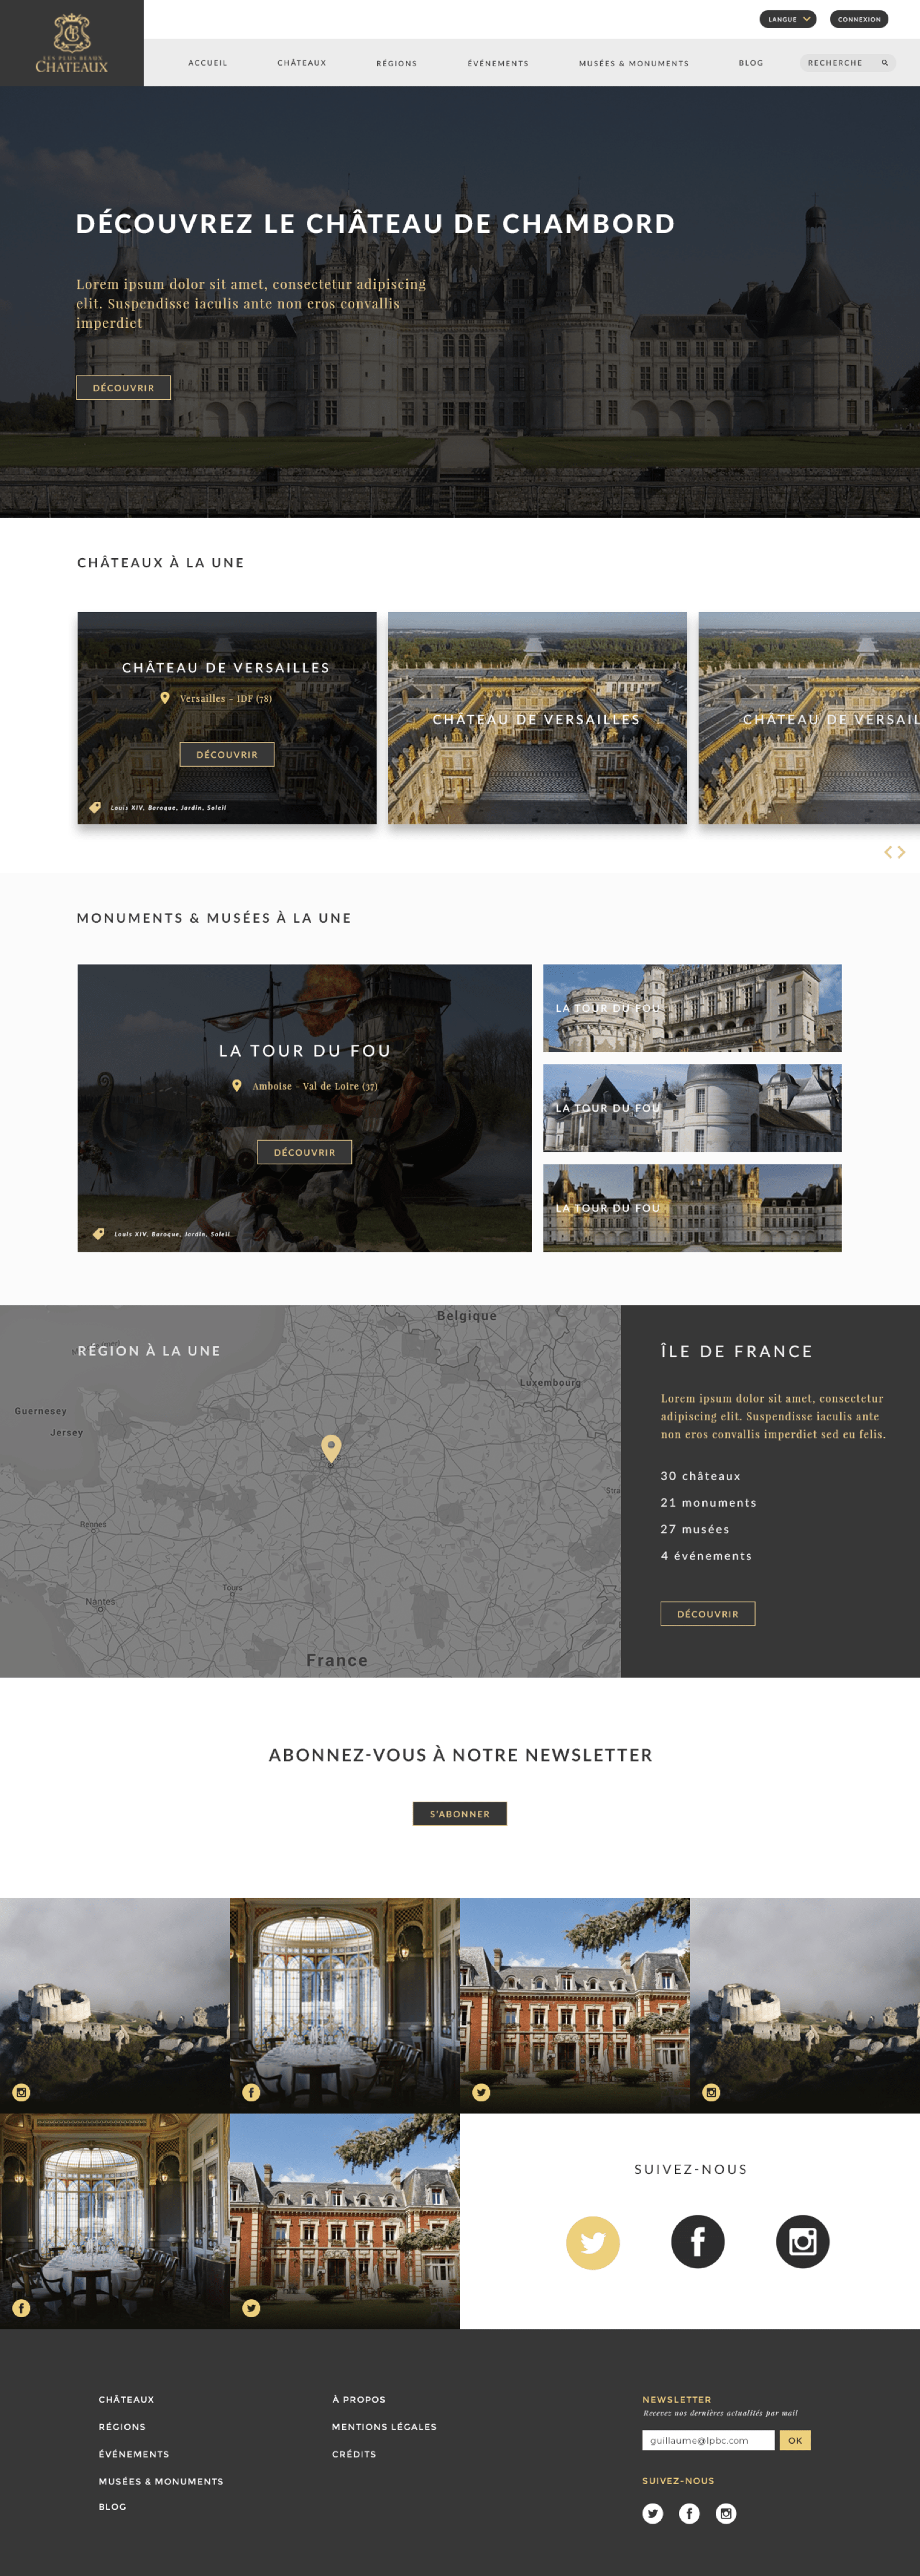 LANGUE
CONNEXION
LES PLUS BEAUX
CHATEAUX
ACCUEIL
CHÂTEAUX
RÉGIONS
ÉVÉNEMENTS
MUSÉES & MONUMENTS
BLOG
RECHERCHE
DÉCOUVREZ LE CHÂTEAU DE CHAMBORD
Lorem ipsum dolor sit amet, consectetur adipiscing
elit. Suspendisse iaculis ante non eros convallis
imperdiet
DÉCOUVRIR
CHÂTEAUX À LA UNE
CHÂTEAU DE VERSAILLES
Versailles - IDF (78)
DÉCOUVRIR
Louis XIV, Baroque, Jardin, Soleil
CHÂTEAU DE VERSAILLES
CHÂTEAU DE VERSAIL
MONUMENTS & MUSÉES À LA UNE
LA TOUR DU FOU
Amboise - Val de Loire (37)
DÉCOUVRIR
Louis XIV, Baroque, Jardin, Soleil
LA TOUR DU FOU
LA TOUR DU FOU
LA TOUR DU FOU
RÉGION À LA UNE
Belgique
Luxembourg
Guernesey
Jersey
Stra
Rennes
Tours
Nantes
France
ÎLE DE FRANCE
Lorem ipsum dolor sit amet, consectetur
adipiscing elit. Suspendisse iaculis ante
non eros convallis imperdiet sed eu felis.
30 châteaux
21 monuments
27 musées
4 événements
DÉCOUVRIR
ABONNEZ-VOUS À NOTRE NEWSLETTER
S'ABONNER
SUIVEZ-NOUS
CHÂTEAUX
RÉGIONS
ÉVÉNEMENTS
MUSÉES & MONUMENTS
BLOG
À PROPOS
MENTIONS LÉGALES
CRÉDITS
NEWSLETTER
Recevez nos dernières actualités par mail
guillaume@lpbc.com
OK
SUIVEZ-NOUS